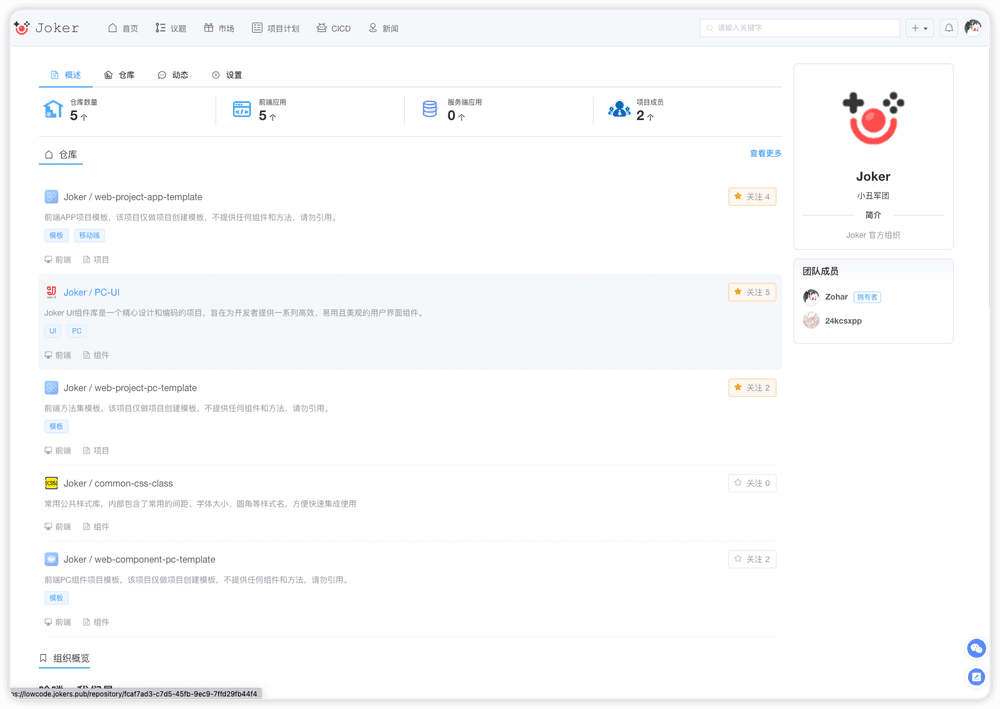 Joker 首页 议题 市场 项目计划 CICD 新闻 请输入关键字
概述 仓库 动态 设置
仓库数量 前端应用 服务端应用 项目成员
5 个 5 个 0 个 2 个
仓库 查看更多
Joker / web-project-app-template 关注 4
前端APP项目模板，该项目仅做项目创建模板，不提供任何组件和方法，请勿引用。
模板 移动端
前端 项目
Joker / PC-UI 关注 5
Joker UI组件库是一个精心设计和编码的项目，旨在为开发者提供一系列高效、易用且美观的用户界面组件。
UI PC
前端 组件
Joker / web-project-pc-template 关注 2
前端方法集模板，该项目仅做项目创建模板，不提供任何组件和方法，请勿引用。
模板
前端 项目
CSS
Joker / common-css-class 关注 0
常用公共样式库，内部包含了常用的间距、字体大小、圆角等样式名，方便快速集成使用
前端 组件
Joker / web-component-pc-template 关注 2
前端PC组件项目模板，该项目仅做项目创建模板，不提供任何组件和方法，请勿引用。
模板
前端 组件
组织概览
s://lowcode.jokers.pub/repository/fcaf7ad3-c7d5-45fb-9ec9-7ffd29fb44f4
Joker
小丑军团
简介
Joker 官方组织
团队成员
Zohar 拥有者
24kcsxpp